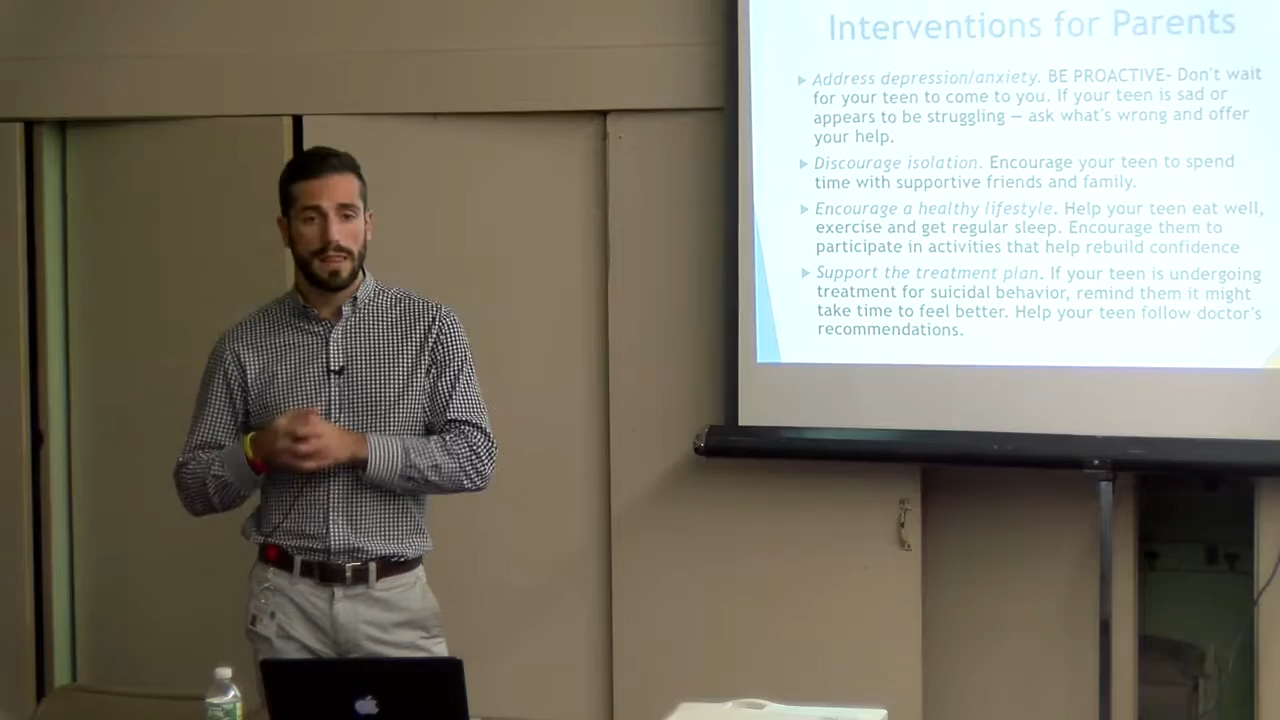 Interventions for Parents
Address depression/anxiety. BE PROACTIVE- Don't wait
for your teen to come to you. If your teen is sad or
appears to be struggling — ask what's wrong and offer
your help.
Discourage isolation. Encourage your teen to spend
time with supportive friends and family.
Encourage a healthy lifestyle. Help your teen eat well,
exercise and get regular sleep. Encourage them to
participate in activities that help rebuild confidence
Support the treatment plan. If your teen is undergoing
treatment for suicidal behavior, remind them it might
take time to feel better. Help your teen follow doctor's
recommendations.